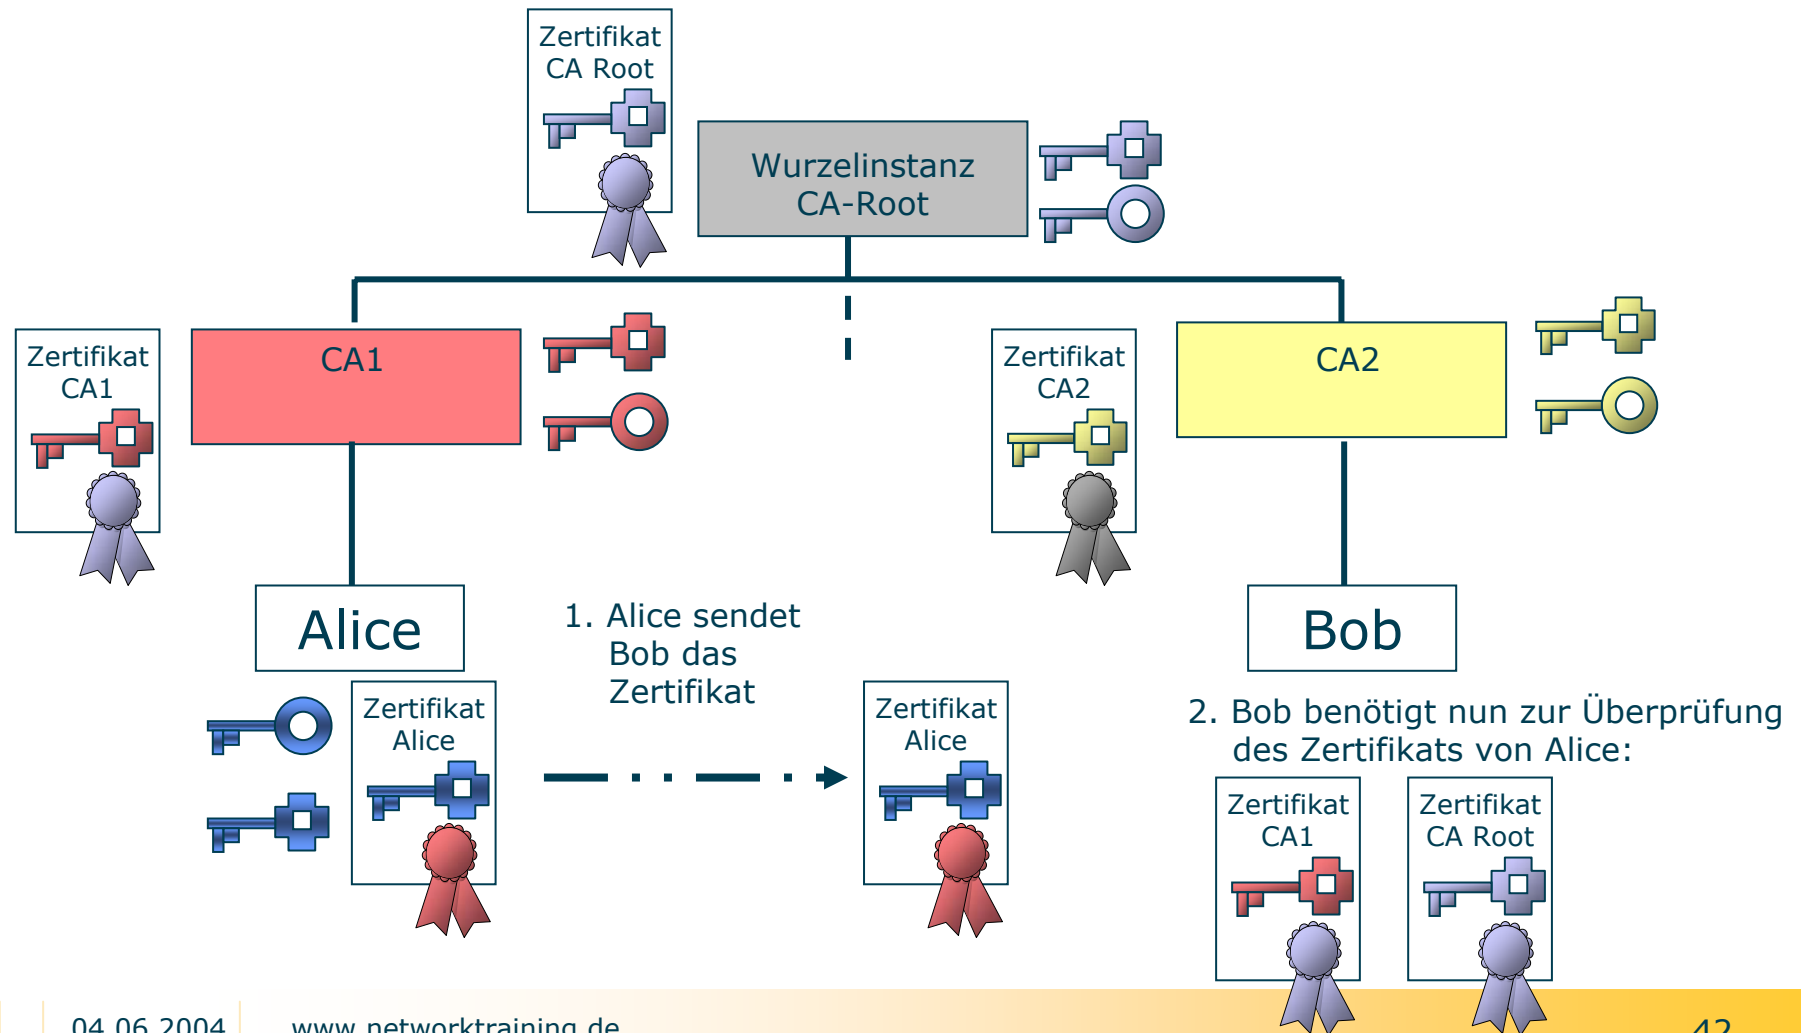 Zertifikat
CA Root
Wurzelinstanz
CA-Root
Zertifikat
CA1
CA1
Zertifikat
CA2
CA2
Alice
1. Alice sendet
Bob das
Zertifikat
Bob
Zertifikat
Alice
Zertifikat
Alice
2. Bob benötigt nun zur Überprüfung
des Zertifikats von Alice:
Zertifikat
CA1
Zertifikat
CA Root
04.06.2004
www.networktraining.de
42